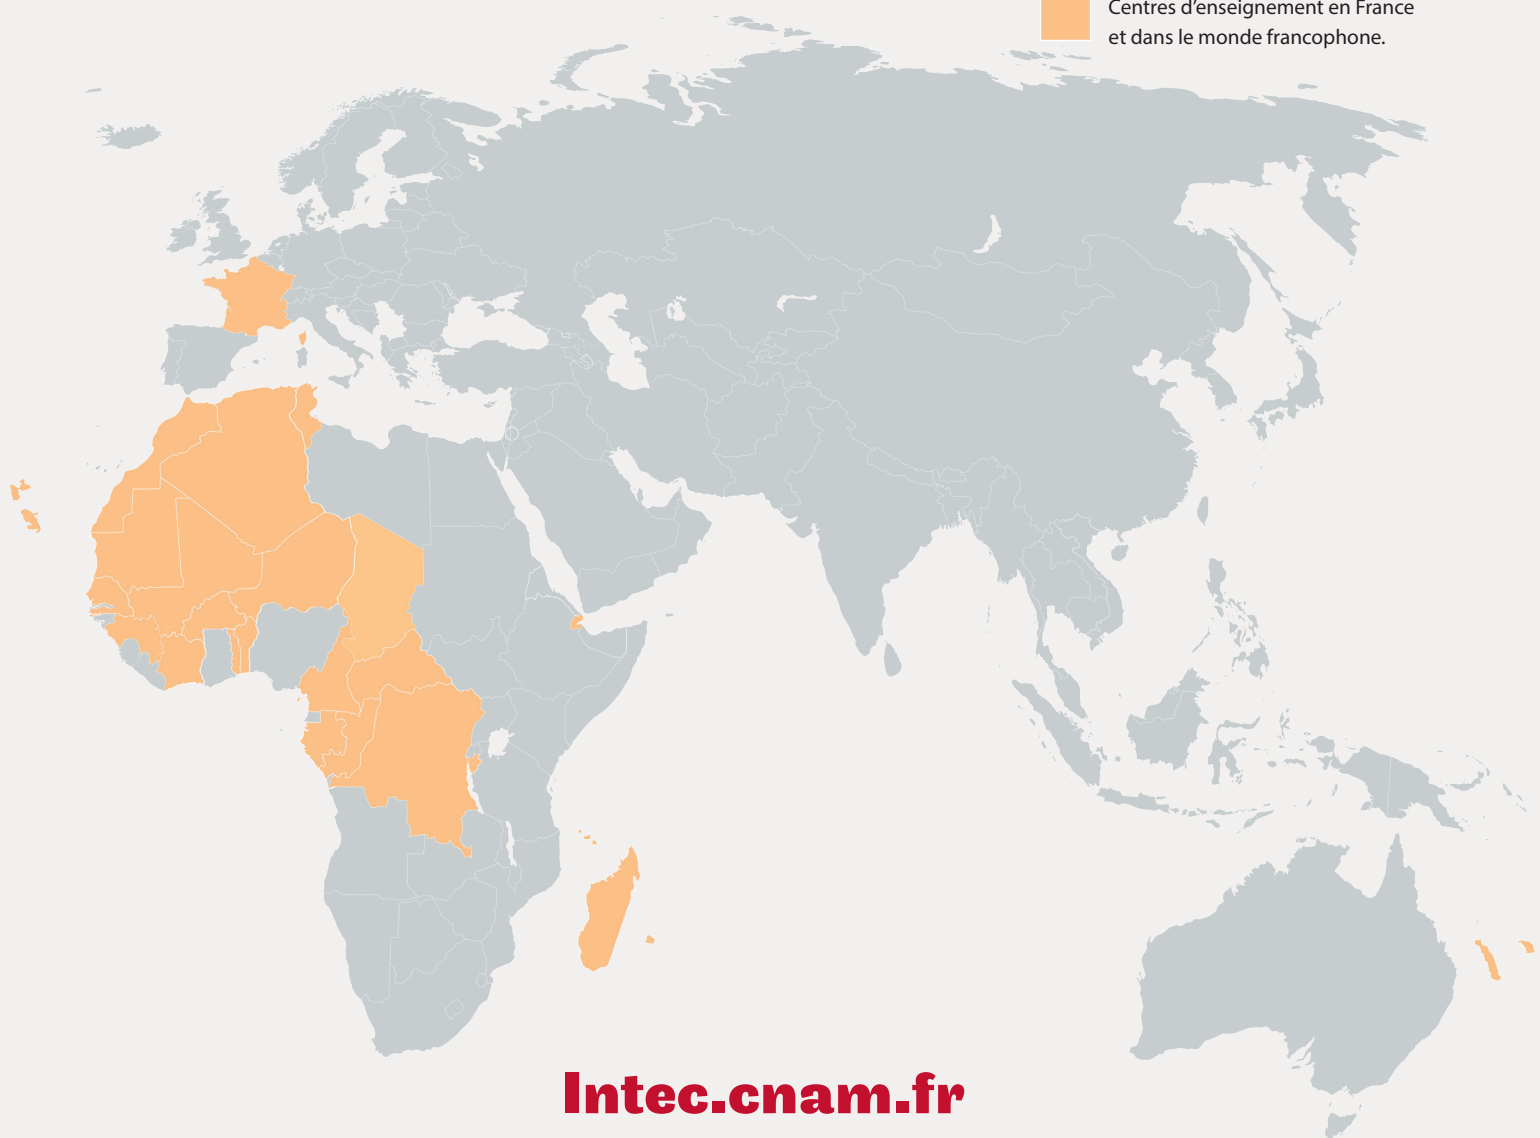 Centres d’enseignement en France
et dans le monde francophone.
Intec.cnam.fr